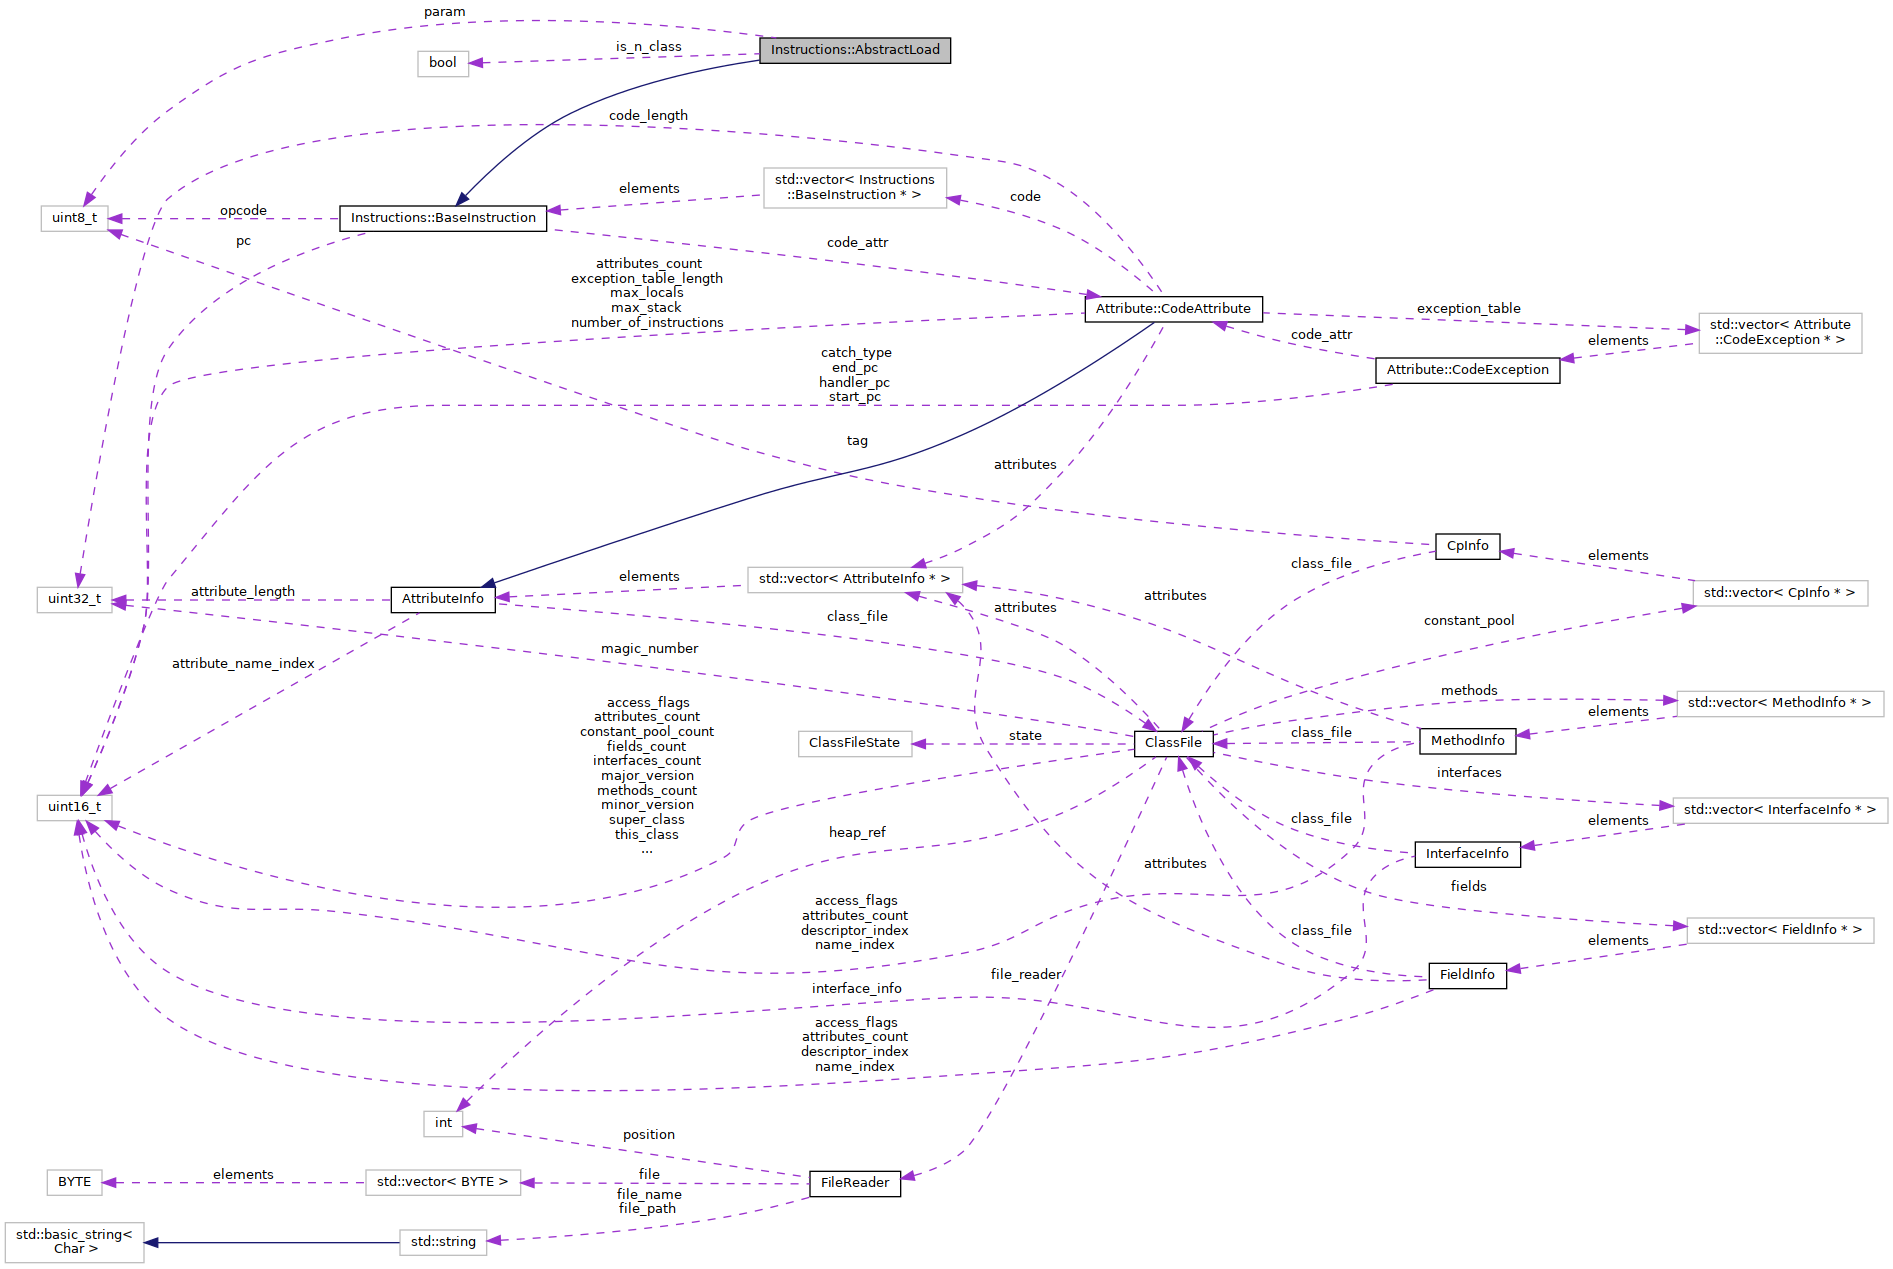 param
is_n_class
Instructions::AbstractLoad
bool
code_length
std::vector< Instructions
::BaseInstruction * >
elements
code
uint8_t
opcode
Instructions::BaseInstruction
pc
code_attr
attributes_count
exception_table_length
max_locals
max_stack
number_of_instructions
Attribute::CodeAttribute
exception_table
std::vector< Attribute
::CodeException * >
code_attr
elements
catch_type
end_pc
handler_pc
start_pc
Attribute::CodeException
tag
attributes
CpInfo
elements
class_file
std::vector< AttributeInfo * >
elements
uint32_t
attribute_length
AttributeInfo
attributes
attributes
std::vector< CpInfo * >
class_file
constant_pool
magic_number
attribute_name_index
access_flags
attributes_count
constant_pool_count
fields_count
interfaces_count
major_version
methods_count
minor_version
super_class
this_class
...
methods
std::vector< MethodInfo * >
elements
ClassFileState
state
ClassFile
class_file
MethodInfo
interfaces
uint16_t
std::vector< InterfaceInfo * >
elements
heap_ref
class_file
InterfaceInfo
attributes
fields
access_flags
attributes_count
descriptor_index
name_index
class_file
std::vector< FieldInfo * >
elements
file_reader
FieldInfo
interface_info
access_flags
attributes_count
descriptor_index
name_index
int
position
BYTE
elements
std::vector< BYTE >
file
FileReader
file_name
file_path
std::basic_string<
Char >
std::string